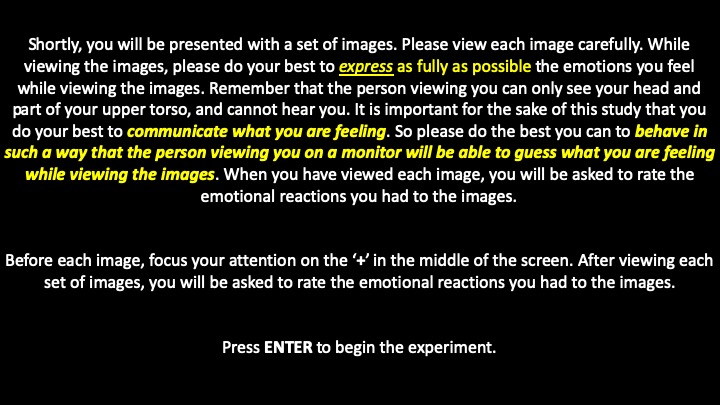 Shortly, you will be presented with a set of images. Please view each image carefully. While
viewing the images, please do your best to express as fully as possible the emotions you feel
while viewing the images. Remember that the person viewing you can only see your head and
part of your upper torso, and cannot hear you. It is important for the sake of this study that you
do your best to communicate what you are feeling. So please do the best you can to behave in
such a way that the person viewing you on a monitor will be able to guess what you are feeling
while viewing the images. When you have viewed each image, you will be asked to rate the
emotional reactions you had to the images.
Before each image, focus your attention on the ‘+’ in the middle of the screen. After viewing each
set of images, you will be asked to rate the emotional reactions you had to the images.
Press ENTER to begin the experiment.